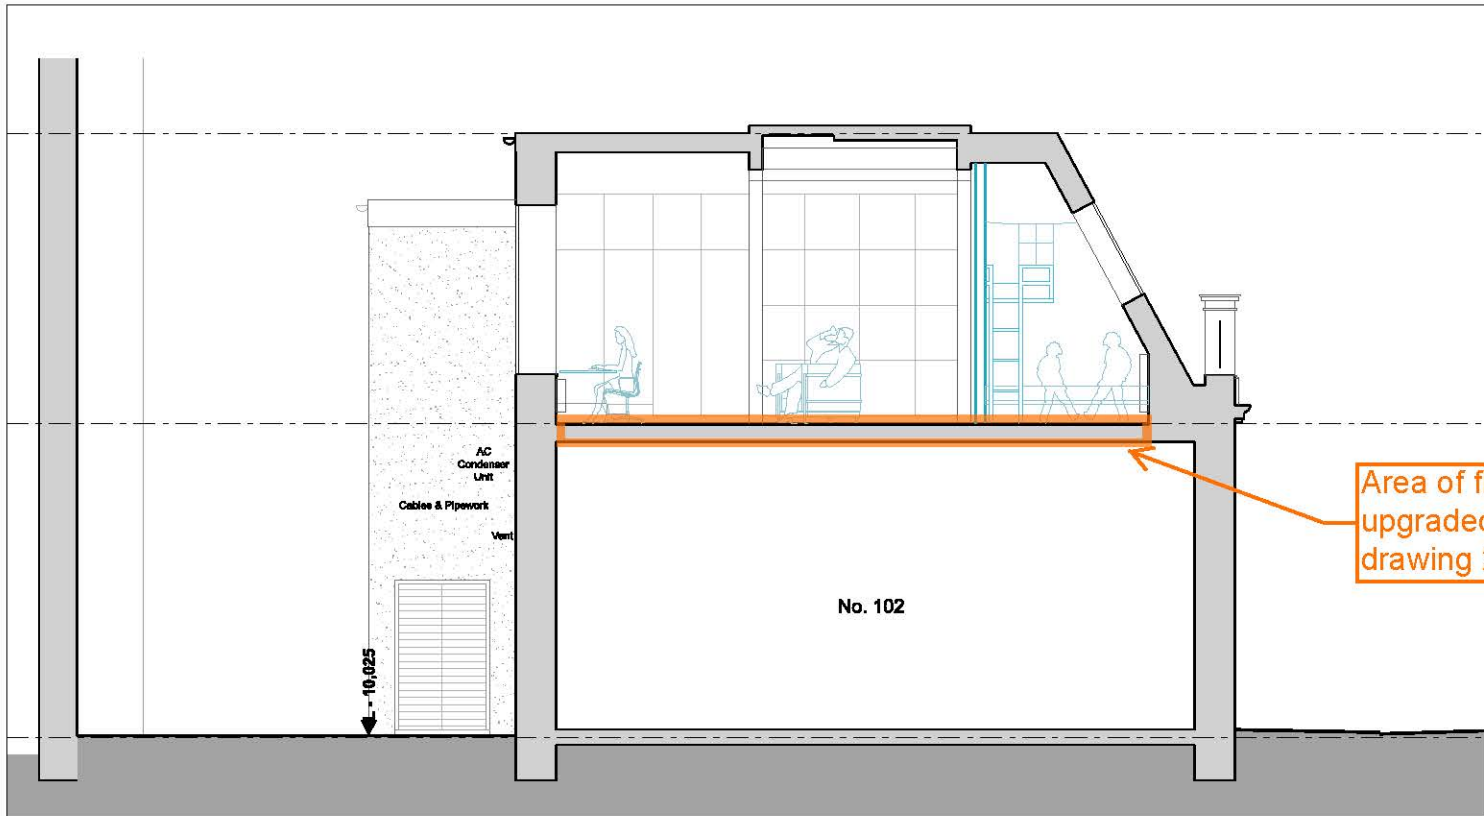 AC
Condenser
Unit
Cables & Pipework
Vent
Area of f
upgraded
drawing
No. 102
- 10,025